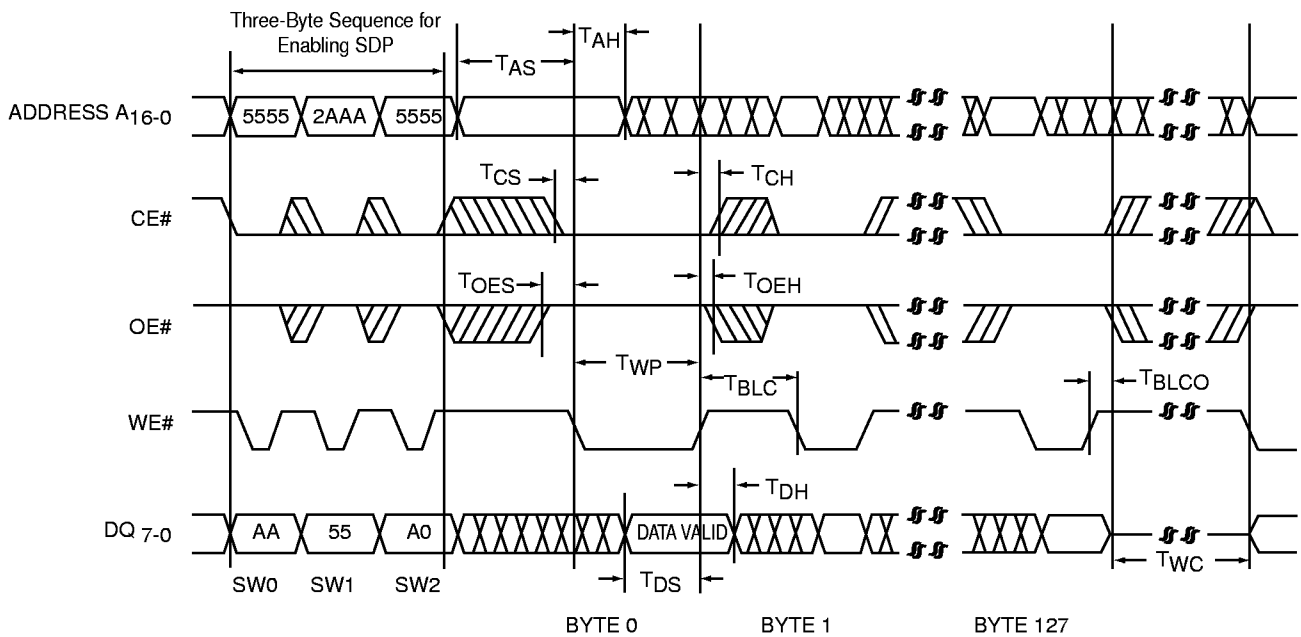 Three-Byte Sequence for
Enabling SDP
TAH
TAS
ADDRESS A16-0
5555 2AAA 5555
TCS TCH
CE#
TOES TOEH
OE#
TWP
TBLC TBLCO
WE#
TDH
DQ 7-0
AA 55 A0 DATA VALID
TWC
SW0 SW1 SW2 TDS
BYTE 0 BYTE 1 BYTE 127